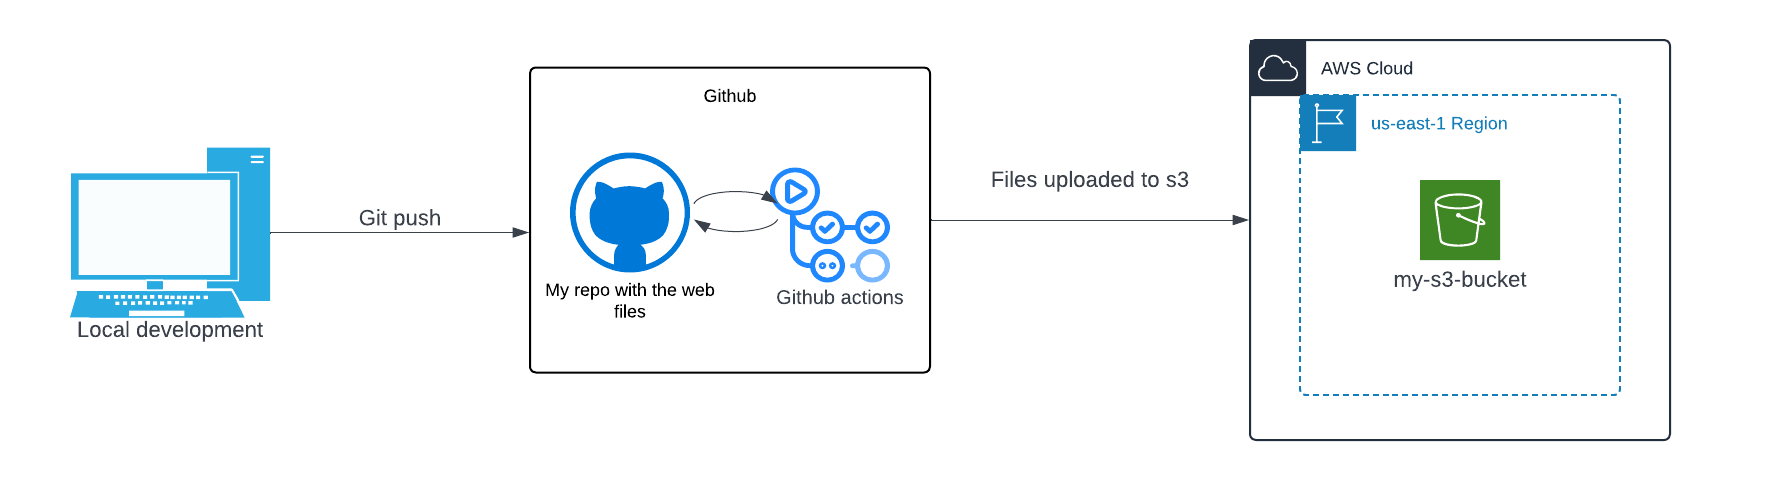 Local development
Git push
Github
My repo with the web
files
Github actions
Files uploaded to s3
AWS Cloud
us-east-1 Region
my-s3-bucket